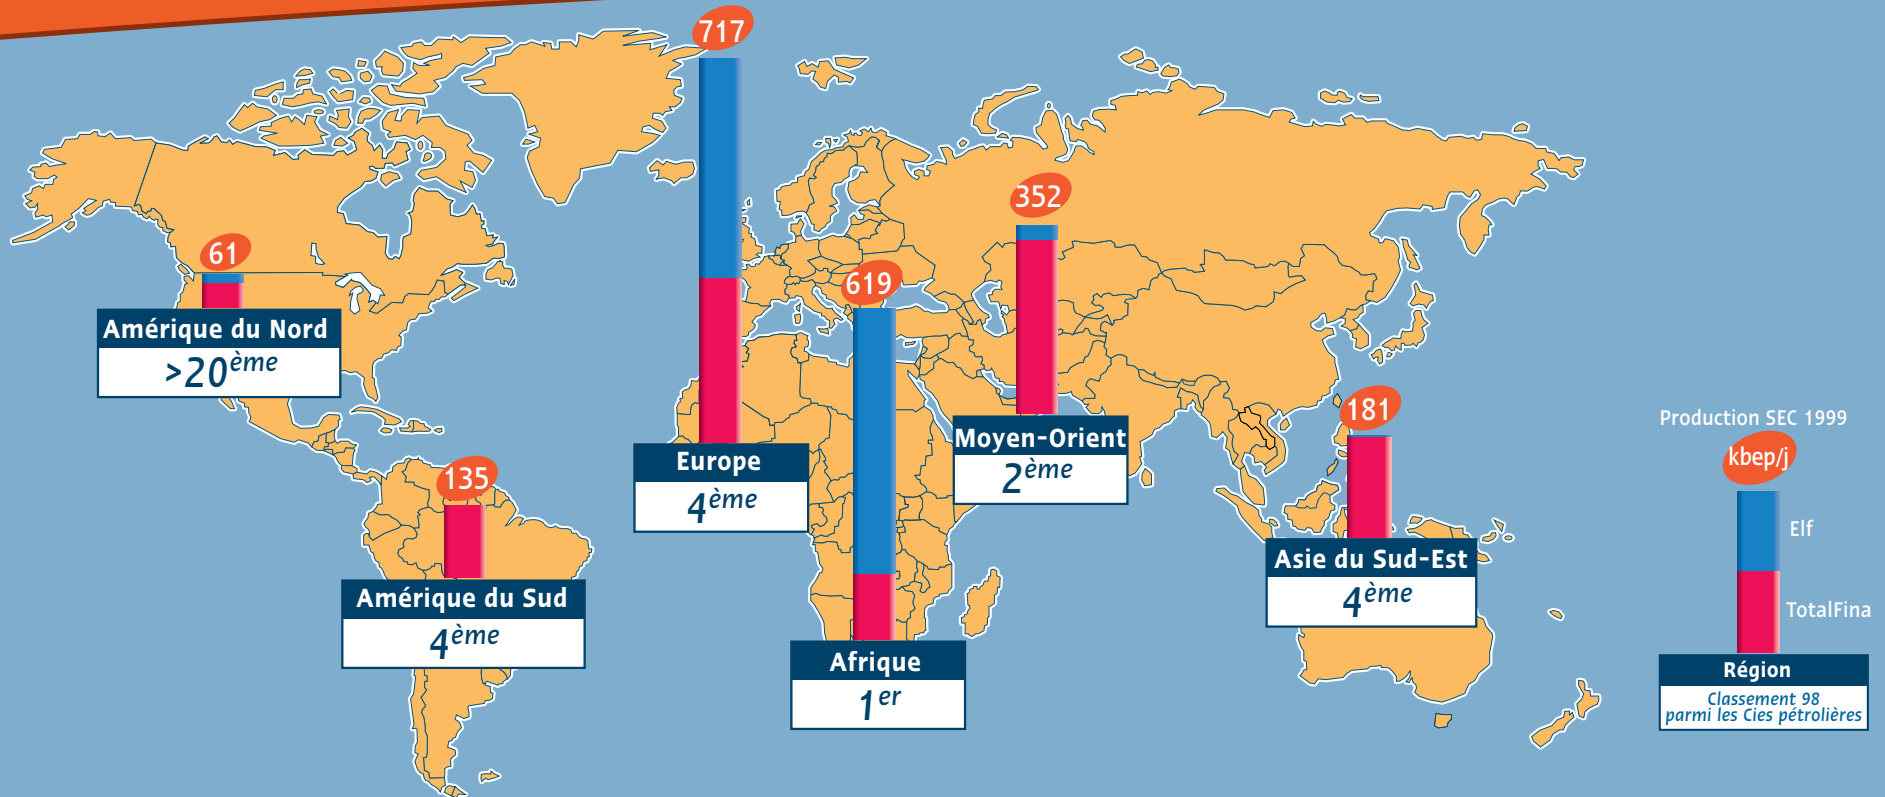 717
61
Amérique du Nord
>20ème
135
Amérique du Sud
4ème
Europe
4ème
619
Afrique
1er
352
Moyen-Orient
2ème
181
Asie du Sud-Est
4ème
Production SEC 1999
kbep/j
Elf
TotalFina
Région
Classement 98
parmi les Cies pétrolières